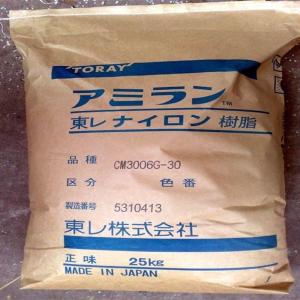 TORAY
アミラン™
東レ ナイロン 樹脂
品種 CM3006G-30
区分 色番
製造番号 5310413
東レ株式会社
正味 25kg
MADE IN JAPAN